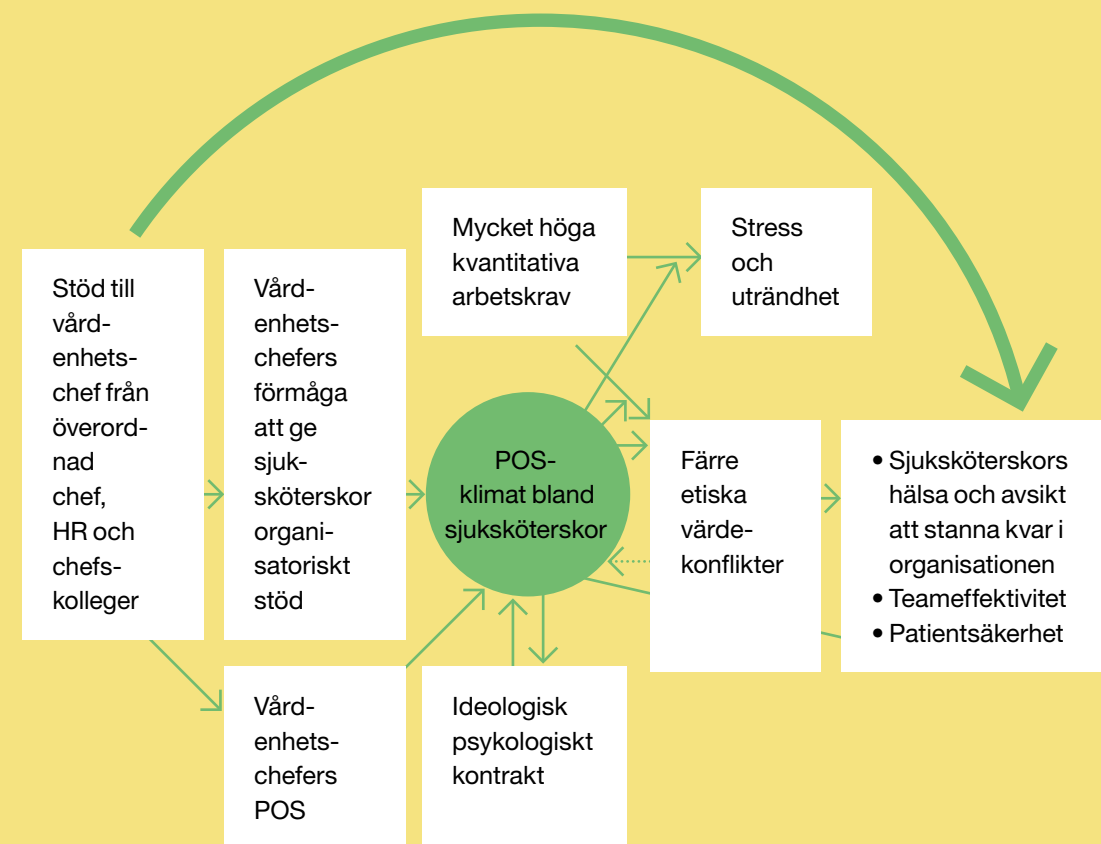 Mycket höga
kvantitativa
arbetskrav
Stress
och
uträndhet
Stöd till
vård-
enhets-
chef från
överord-
nad
chef,
HR och
chefs-
kolleger
Vård-
enhets-
chefers
förmåga
att ge
sjuk-
sköterskor
organi-
satoriskt
stöd
POS-
klimat bland
sjuksköterskor
Färre
etiska
värde-
konflikter
• Sjuksköterskors
hälsa och avsikt
att stanna kvar i
organisationen
• Teameffektivitet
• Patientsäkerhet
Vård-
enhets-
chefers
POS
Ideologisk
psykologiskt
kontrakt